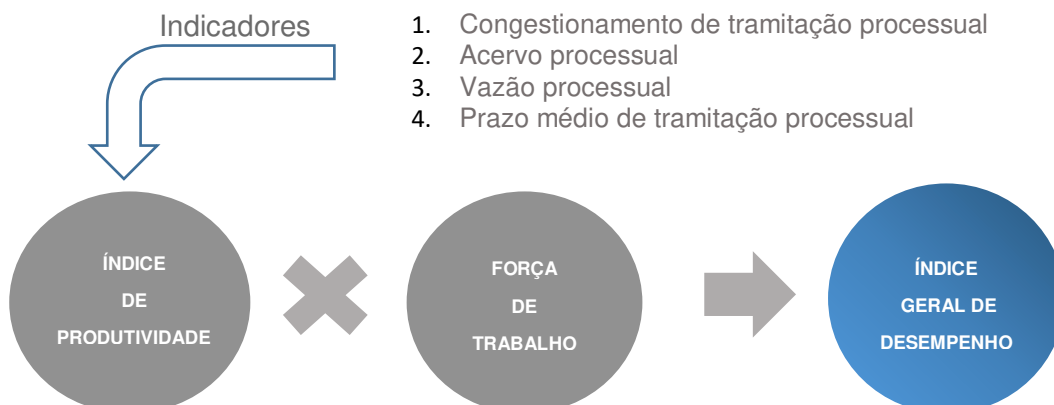 Indicadores
1. Congestionamento de tramitação processual
2. Acervo processual
3. Vazão processual
4. Prazo médio de tramitação processual
ÍNDICE
DE
PRODUTIVIDADE
FORÇA
DE
TRABALHO
ÍNDICE
GERAL DE
DESEMPENHO